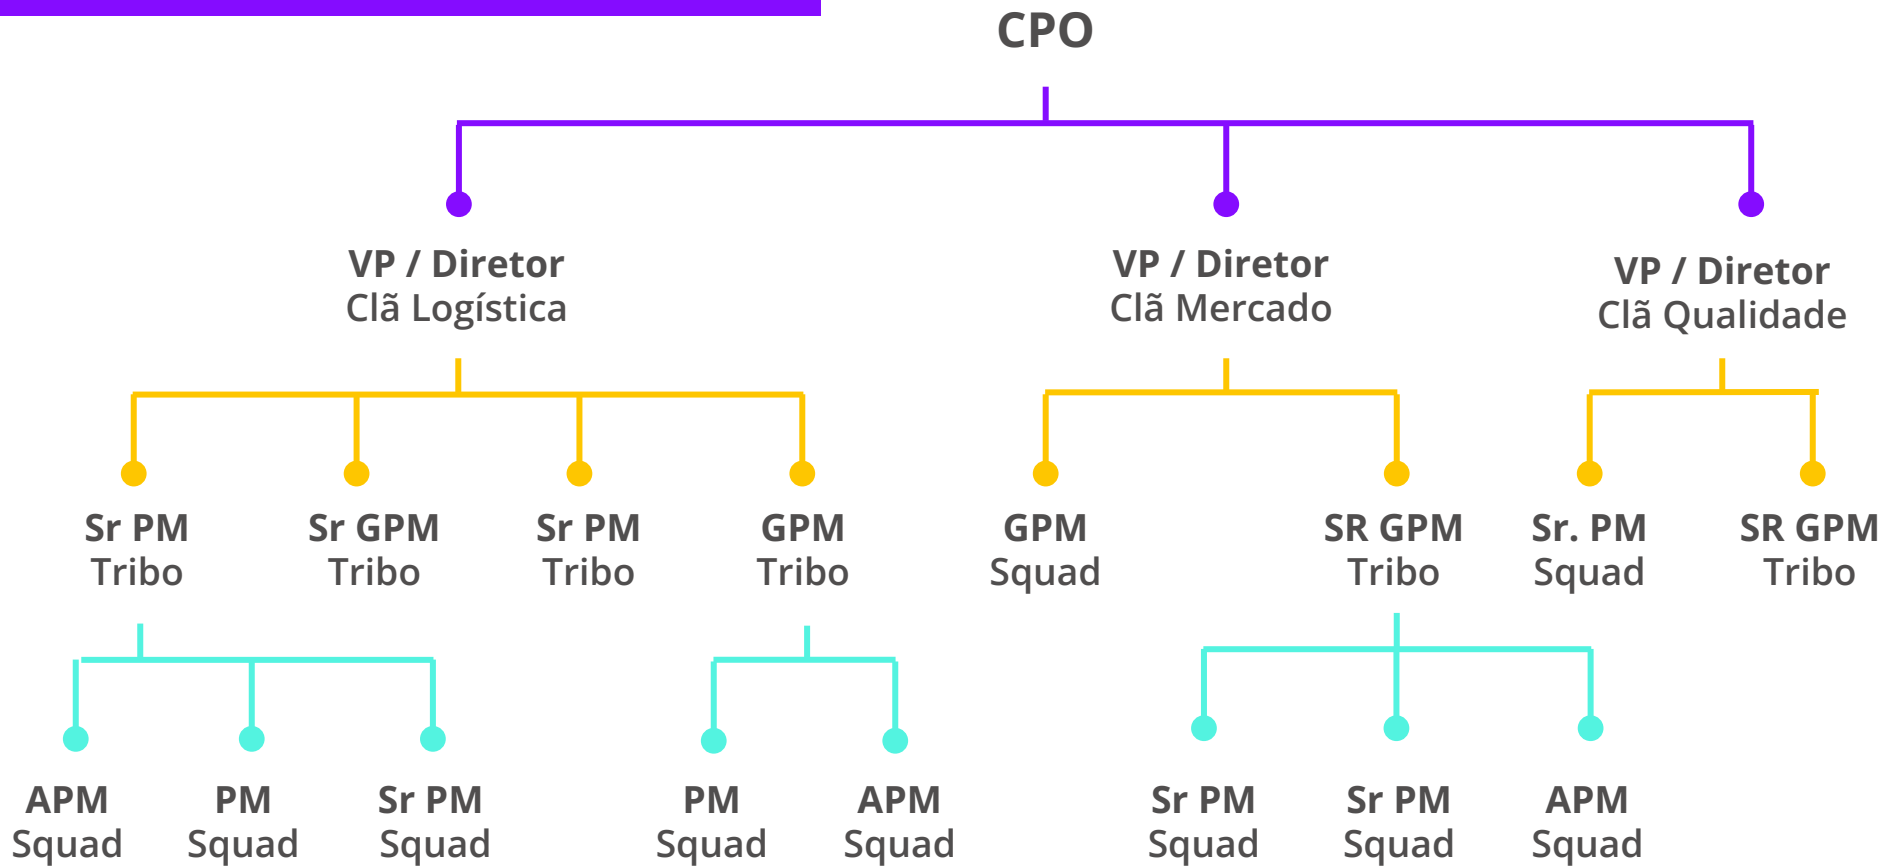 CPO
VP / Diretor
Clã Logística
VP / Diretor
Clã Mercado
VP / Diretor
Clã Qualidade
Sr PM
Tribo
Sr GPM
Tribo
Sr PM
Tribo
GPM
Tribo
GPM
Squad
SR GPM
Tribo
Sr. PM
Squad
SR GPM
Tribo
APM
Squad
PM
Squad
Sr PM
Squad
PM
Squad
APM
Squad
Sr PM
Squad
Sr PM
Squad
APM
Squad